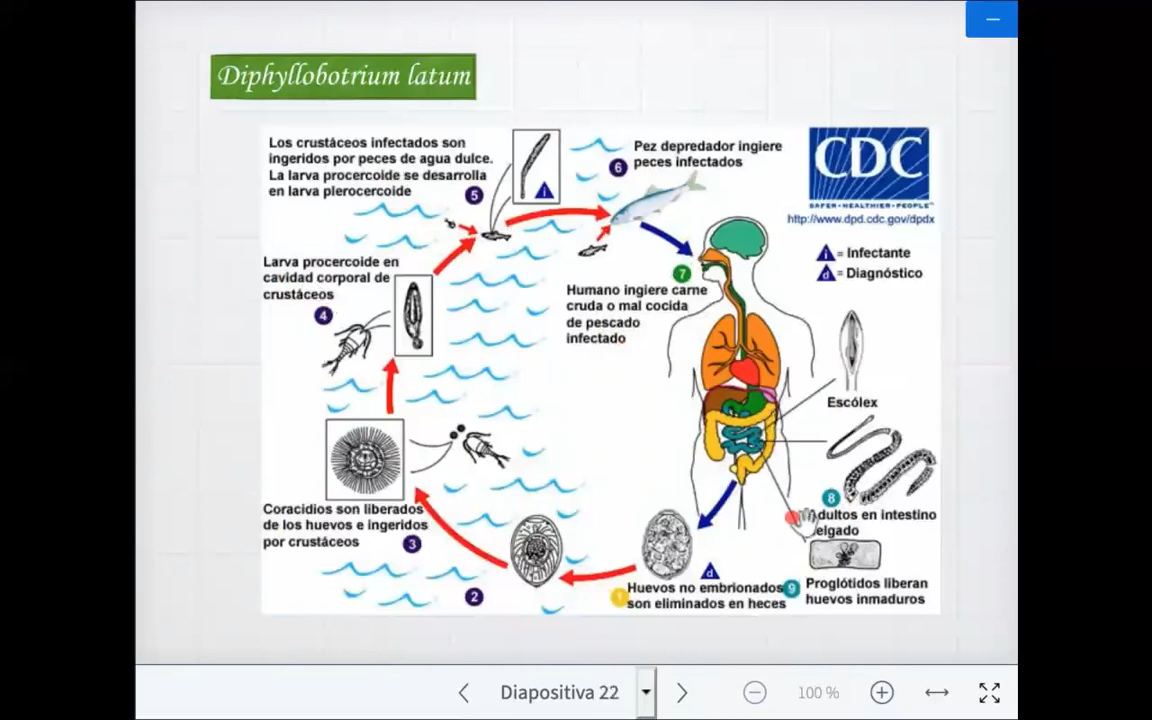 Diphyllobotrium latum
Los crustáceos infectados son
ingeridos por peces de agua dulce.
La larva procercoide se desarrolla
en larva plerocercoide
5
i
6
Pez depredador ingiere
peces infectados
CDC
SAFER·HEALTHIER·PEOPLE™
http://www.dpd.cdc.gov/dpdx
i = Infectante
d = Diagnóstico
Larva procercoide en
cavidad corporal de
crustáceos
4
7
Humano ingiere carne
cruda o mal cocida
de pescado
infectado
Escólex
8
Adultos en intestino
elgado
Coracidios son liberados
de los huevos e ingeridos
por crustáceos
3
2
d
1
Huevos no embrionados
son eliminados en heces
9
Proglótidos liberan
huevos inmaduros
Diapositiva 22
100 %